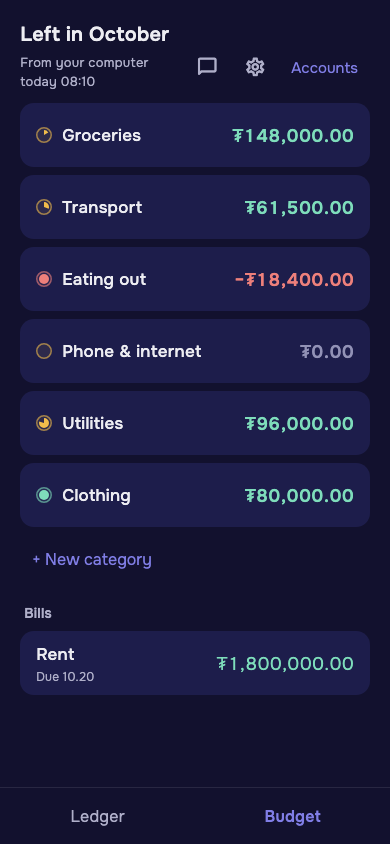 Left in October
From your computer
today 08:10
Accounts
Groceries ₮148,000.00
Transport ₮61,500.00
Eating out -₮18,400.00
Phone & internet ₮0.00
Utilities ₮96,000.00
Clothing ₮80,000.00
+ New category
Bills
Rent ₮1,800,000.00
Due 10.20
Ledger Budget